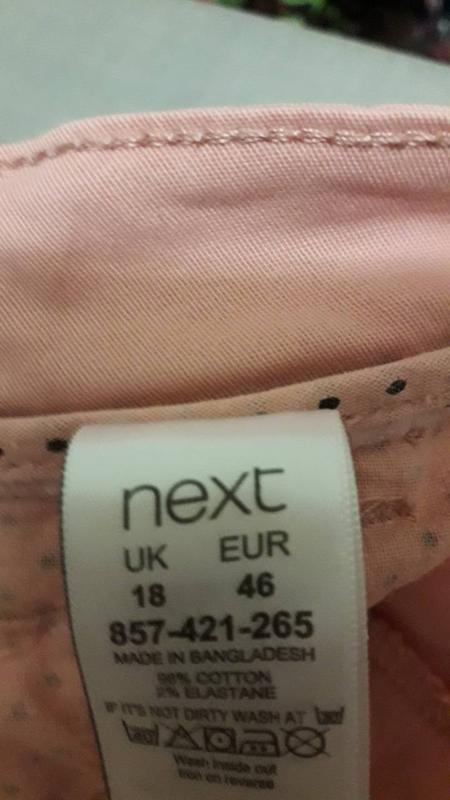 next
UK EUR
18 46
857-421-265
MADE IN BANGLADESH
98% COTTON
2% ELASTANE
IF IT'S NOT DIRTY WASH AT
Wash inside out
Iron on reverse